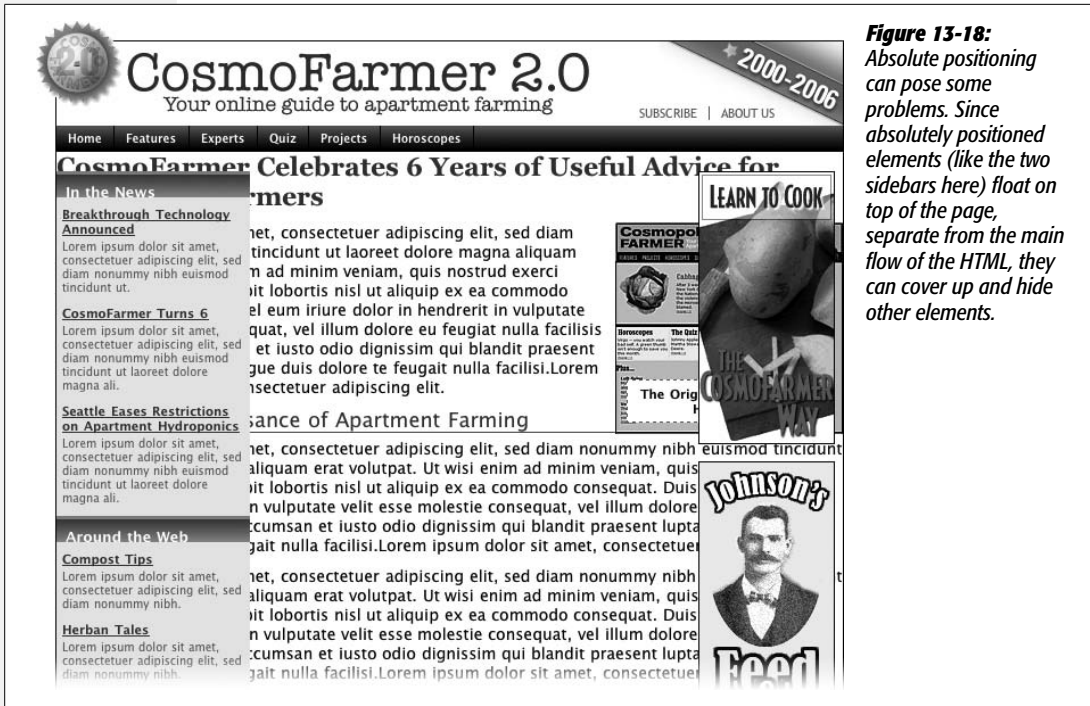 COSMO
2.0
FARMER
CosmoFarmer 2.0
Your online guide to apartment farming
2000-2006
SUBSCRIBE | ABOUT US
Home Features Experts Quiz Projects Horoscopes
CosmoFarmer Celebrates 6 Years of Useful Advice for
rmers
In the News
Breakthrough Technology
Announced
Lorem ipsum dolor sit amet,
consectetuer adipiscing elit, sed
diam nonummy nibh euismod
tincidunt ut.
CosmoFarmer Turns 6
Lorem ipsum dolor sit amet,
consectetuer adipiscing elit, sed
diam nonummy nibh euismod
tincidunt ut laoreet dolore
magna ali.
Seattle Eases Restrictions
on Apartment Hydroponics
Lorem ipsum dolor sit amet,
consectetuer adipiscing elit, sed
diam nonummy nibh euismod
tincidunt ut laoreet dolore
magna ali.
Around the Web
Compost Tips
Lorem ipsum dolor sit amet,
consectetuer adipiscing elit, sed
diam nonummy nibh.
Herban Tales
Lorem ipsum dolor sit amet,
consectetuer adipiscing elit, sed
diam nonummy nibh.
net, consectetuer adipiscing elit, sed diam
tincidunt ut laoreet dolore magna aliquam
m ad minim veniam, quis nostrud exerci
it lobortis nisl ut aliquip ex ea commodo
el eum iriure dolor in hendrerit in vulputate
quat, vel illum dolore eu feugiat nulla facilisis
et iusto odio dignissim qui blandit praesent
gue duis dolore te feugait nulla facilisi.Lorem
nsectetuer adipiscing elit.
sance of Apartment Farming
net, consectetuer adipiscing elit, sed diam nonummy nibh euismod tincidunt
aliquam erat volutpat. Ut wisi enim ad minim veniam, quis
it lobortis nisl ut aliquip ex ea commodo consequat. Duis
n vulputate velit esse molestie consequat, vel illum dolore
ccumsan et iusto odio dignissim qui blandit praesent lupta
gait nulla facilisi.Lorem ipsum dolor sit amet, consectetuer
net, consectetuer adipiscing elit, sed diam nonummy nibh t
aliquam erat volutpat. Ut wisi enim ad minim veniam, quis
it lobortis nisl ut aliquip ex ea commodo consequat. Duis
n vulputate velit esse molestie consequat, vel illum dolore
ccumsan et iusto odio dignissim qui blandit praesent lupta
gait nulla facilisi.Lorem ipsum dolor sit amet, consectetuer
Cosmopol
FARMER
Horoscopes The Quiz
Plus...
The Orig
H
LEARN TO COOK
THE
COSMOFARMER
WAY
Johnson's
Feed
Figure 13-18:
Absolute positioning
can pose some
problems. Since
absolutely positioned
elements (like the two
sidebars here) float on
top of the page,
separate from the main
flow of the HTML, they
can cover up and hide
other elements.